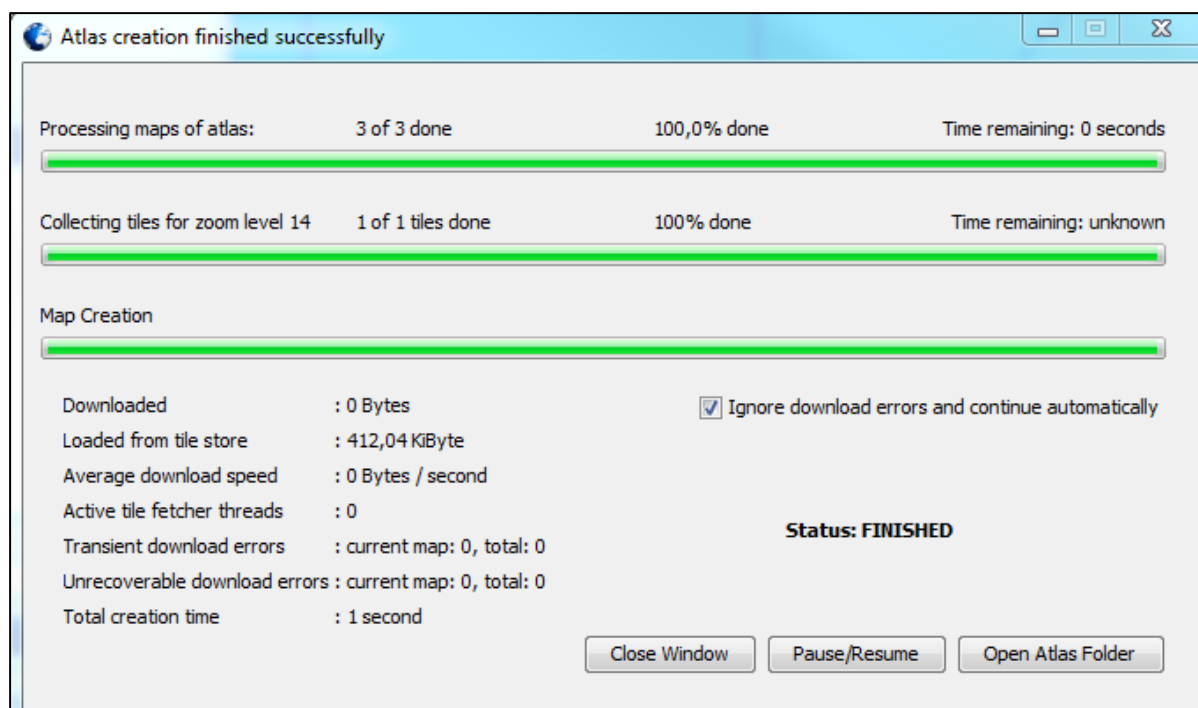 Atlas creation finished successfully
Processing maps of atlas: 3 of 3 done 100,0% done Time remaining: 0 seconds
Collecting tiles for zoom level 14 1 of 1 tiles done 100% done Time remaining: unknown
Map Creation
Downloaded : 0 Bytes Ignore download errors and continue automatically
Loaded from tile store : 412,04 KiByte
Average download speed : 0 Bytes / second
Active tile fetcher threads : 0
Status: FINISHED
Transient download errors : current map: 0, total: 0
Unrecoverable download errors : current map: 0, total: 0
Total creation time : 1 second
Close Window Pause/Resume Open Atlas Folder